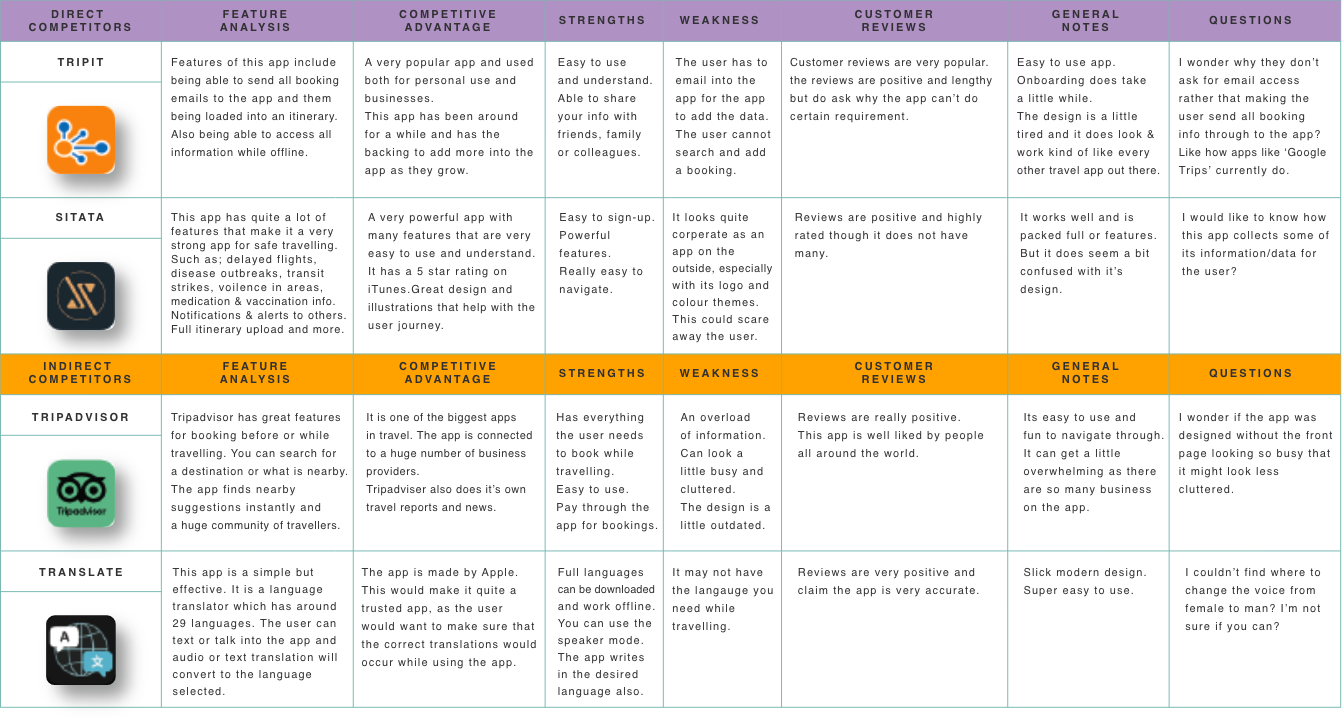 DIRECT
COMPETITORS
FEATURE
ANALYSIS
COMPETITIVE
ADVANTAGE
STRENGTHS
WEAKNESS
CUSTOMER
REVIEWS
GENERAL
NOTES
QUESTIONS
TRIPIT
Features of this app include
being able to send all booking
emails to the app and them
being loaded into an itinerary.
Also being able to access all
information while offline.
A very popular app and used
both for personal use and
businesses.
This app has been around
for a while and has the
backing to add more into the
app as they grow.
Easy to use
and understand.
Able to share
your info with
friends, family
or colleagues.
The user has to
email into the
app for the app
to add the data.
The user cannot
search and add
a booking.
Customer reviews are very popular.
the reviews are positive and lengthy
but do ask why the app can't do
certain requirement.
Easy to use app.
Onboarding does take
a little while.
The design is a little
tired and it does look &
work kind of like every
other travel app out there.
I wonder why they don't
ask for email access
rather that making the
user send all booking
info through to the app?
Like how apps like ‘Google
Trips’ currently do.
SITATA
This app has quite a lot of
features that make it a very
strong app for safe travelling.
Such as; delayed flights,
disease outbreaks, transit
strikes, voilence in areas,
medication & vaccination info.
Notifications & alerts to others.
Full itinerary upload and more.
A very powerful app with
many features that are very
easy to use and understand.
It has a 5 star rating on
iTunes.Great design and
illustrations that help with the
user journey.
Easy to sign-up.
Powerful
features.
Really easy to
navigate.
It looks quite
corperate as an
app on the
outside, especially
with its logo and
colour themes.
This could scare
away the user.
Reviews are positive and highly
rated though it does not have
many.
It works well and is
packed full or features.
But it does seem a bit
confused with it's
design.
I would like to know how
this app collects some of
its information/data for
the user?
INDIRECT
COMPETITORS
FEATURE
ANALYSIS
COMPETITIVE
ADVANTAGE
STRENGTHS
WEAKNESS
CUSTOMER
REVIEWS
GENERAL
NOTES
QUESTIONS
TRIPADVISOR
Tripadvisor
Tripadvisor has great features
for booking before or while
travelling. You can search for
a destination or what is nearby.
The app finds nearby
suggestions instantly and
a huge community of travellers.
It is one of the biggest apps
in travel. The app is connected
to a huge number of business
providers.
Tripadviser also does it's own
travel reports and news.
Has everything
the user needs
to book while
travelling.
Easy to use.
Pay through the
app for bookings.
An overload
of information.
Can look a
little busy and
cluttered.
The design is a
little outdated.
Reviews are really positive.
This app is well liked by people
all around the world.
Its easy to use and
fun to navigate through.
It can get a little
overwhelming as there
are so many business
on the app.
I wonder if the app was
designed without the front
page looking so busy that
it might look less
cluttered.
TRANSLATE
A
文
This app is a simple but
effective. It is a language
translator which has around
29 languages. The user can
text or talk into the app and
audio or text translation will
convert to the language
selected.
The app is made by Apple.
This would make it quite a
trusted app, as the user
would want to make sure that
the correct translations would
occur while using the app.
Full languages
can be downloaded
and work offline.
You can use the
speaker mode.
The app writes
in the desired
language also.
It may not have
the langauge you
need while
travelling.
Reviews are very positive and
claim the app is very accurate.
Slick modern design.
Super easy to use.
I couldn't find where to
change the voice from
female to man? I'm not
sure if you can?